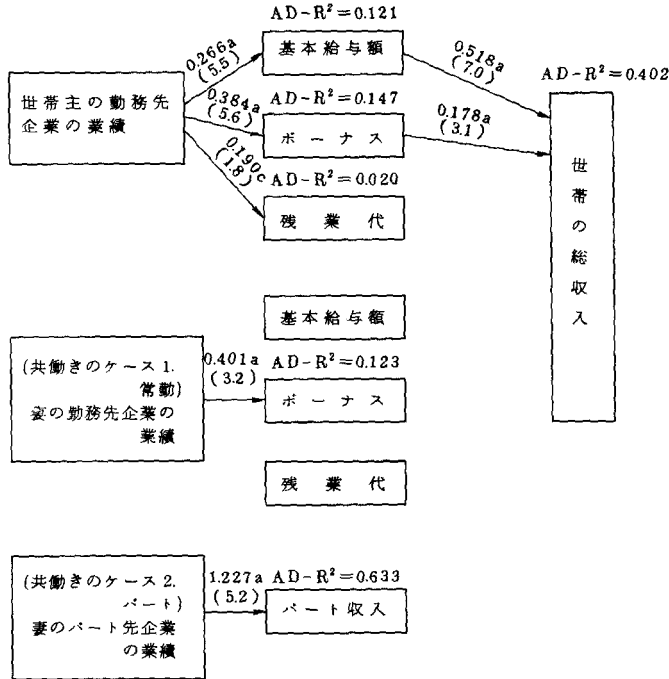 AD-R²=0.121
0.266a
(5.5)
基本給与額
0.518a
(7.0)
AD-R²=0.402
世帯主の勤務先
企業の業績
0.384a
(5.6)
AD-R²=0.147
ボーナス
0.178a
(3.1)
0.190c
(1.8)
AD-R²=0.020
残業代
世帯の総収入
基本給与額
(共働きのケース1.
常勤)
妻の勤務先企業の
業績
0.401a
(3.2)
AD-R²=0.123
ボーナス
残業代
(共働きのケース2.
パート)
妻のパート先企業
の業績
1.227a
(5.2)
AD-R²=0.633
パート収入